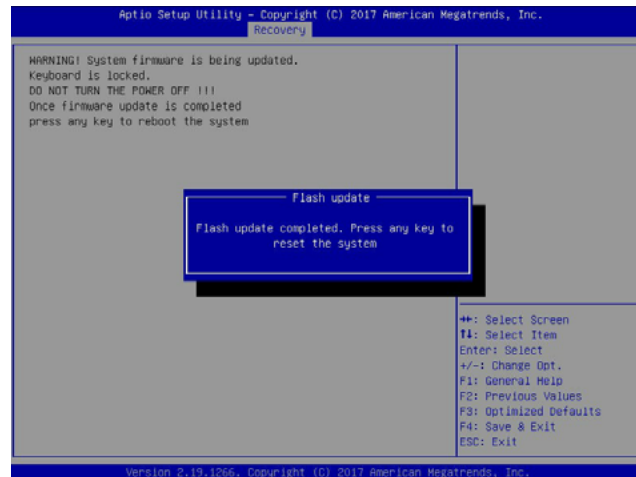 Aptio Setup Utility – Copyright (C) 2017 American Megatrends, Inc.
Recovery
WARNING! System firmware is being updated.
Keyboard is locked.
DO NOT TURN THE POWER OFF !!!
Once firmware update is completed
press any key to reboot the system
Flash update
Flash update completed. Press any key to
reset the system
→←: Select Screen
↑↓: Select Item
Enter: Select
+/-: Change Opt.
F1: General Help
F2: Previous Values
F3: Optimized Defaults
F4: Save & Exit
ESC: Exit
Version 2.19.1266. Copyright (C) 2017 American Megatrends, Inc.